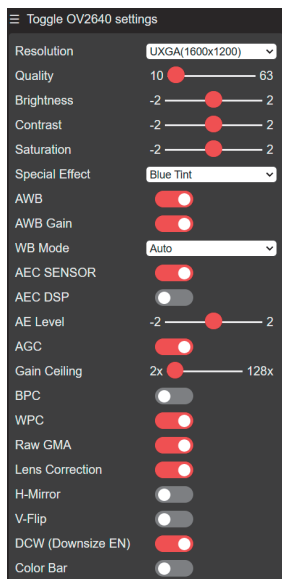 ☰ Toggle OV2640 settings
Resolution UXGA(1600x1200)
Quality 10 63
Brightness -2 2
Contrast -2 2
Saturation -2 2
Special Effect Blue Tint
AWB
AWB Gain
WB Mode Auto
AEC SENSOR
AEC DSP
AE Level -2 2
AGC
Gain Ceiling 2x 128x
BPC
WPC
Raw GMA
Lens Correction
H-Mirror
V-Flip
DCW (Downsize EN)
Color Bar